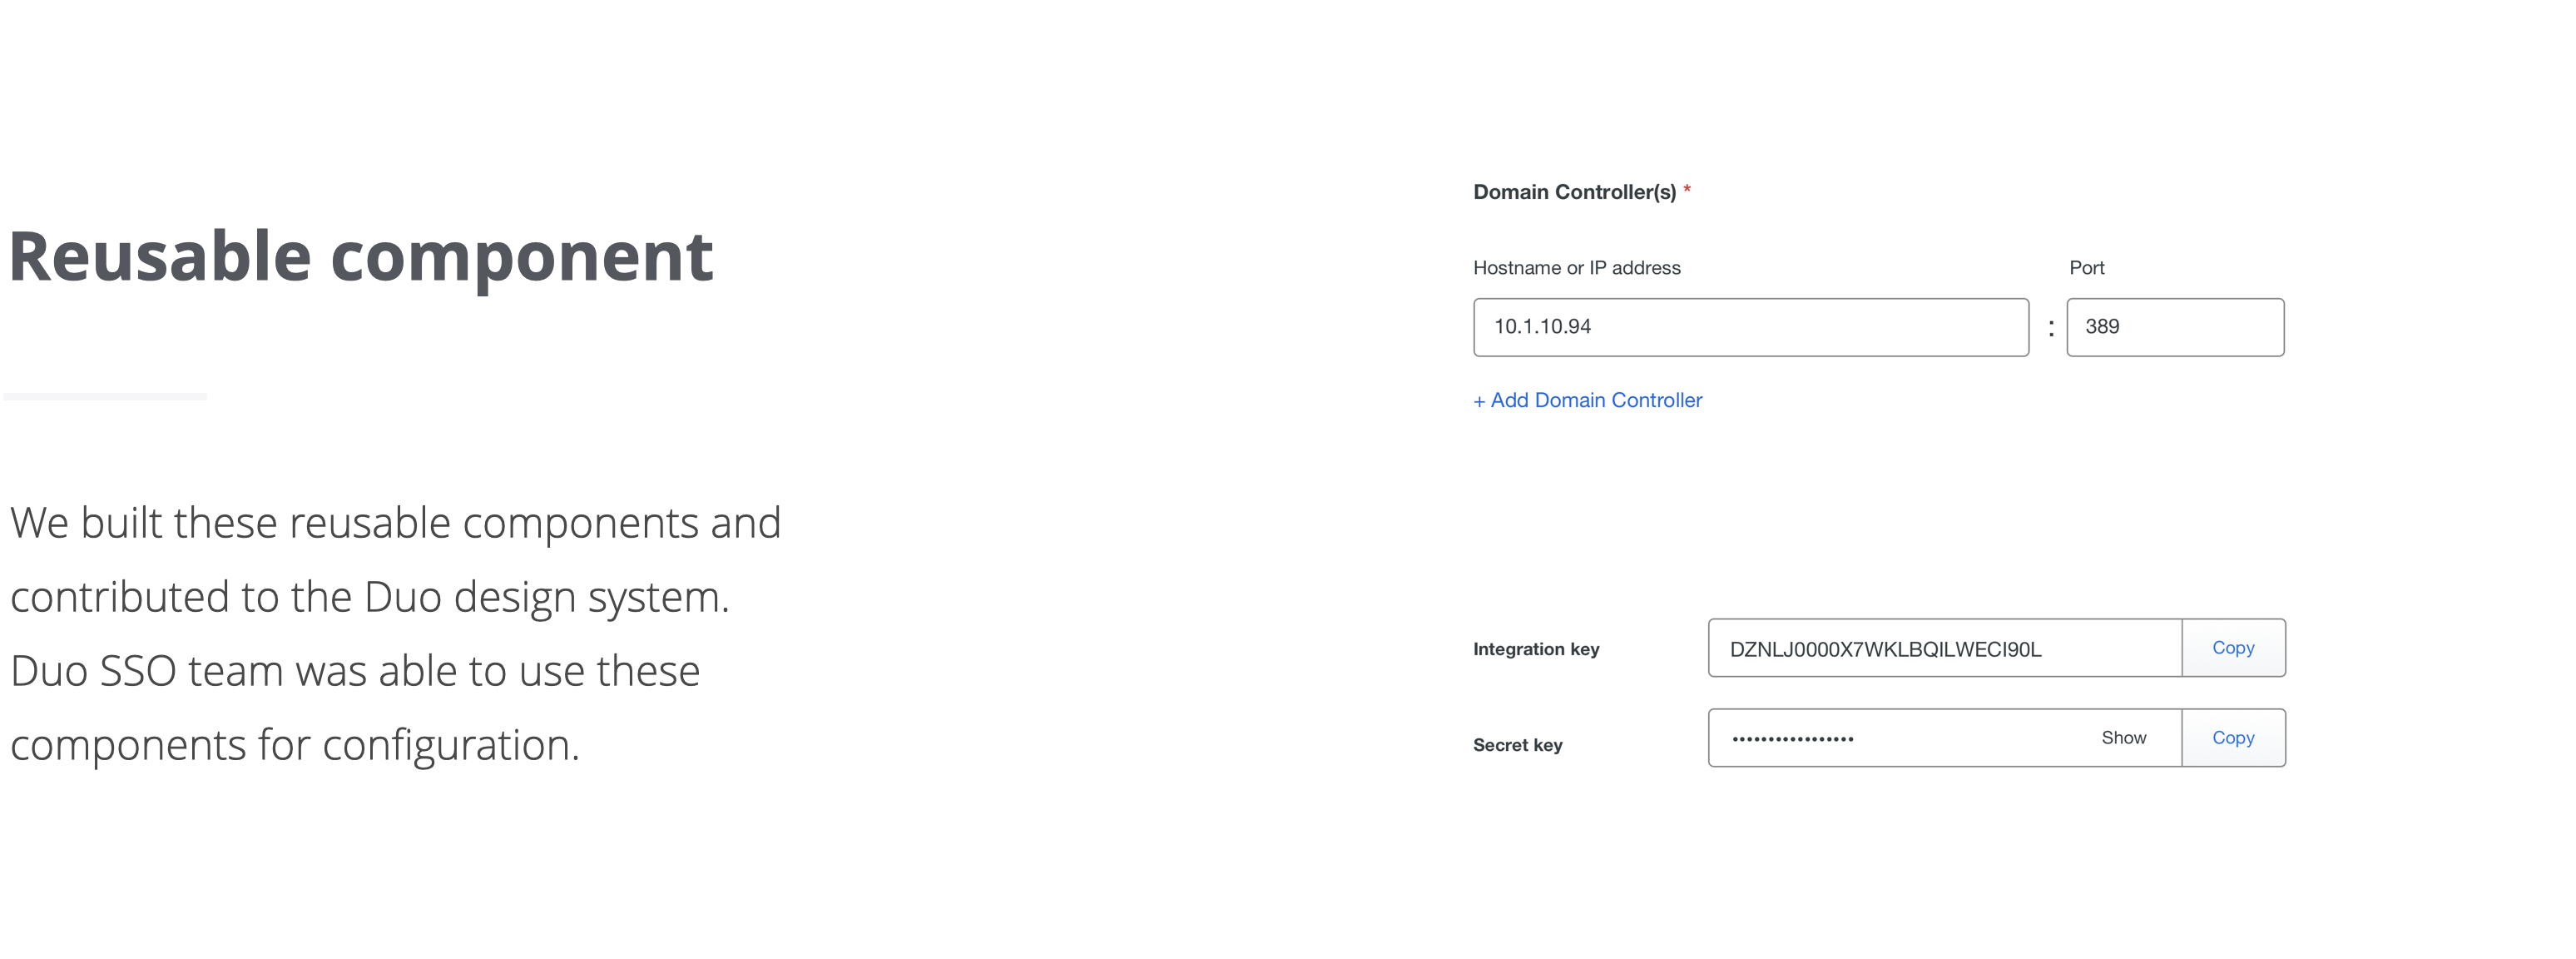 Reusable component
We built these reusable components and
contributed to the Duo design system.
Duo SSO team was able to use these
components for configuration.
Domain Controller(s) *
Hostname or IP address Port
10.1.10.94 : 389
+ Add Domain Controller
Integration key DZNLJ0000X7WKLBQILWECI90L Copy
Secret key ••••••••••••••••• Show Copy